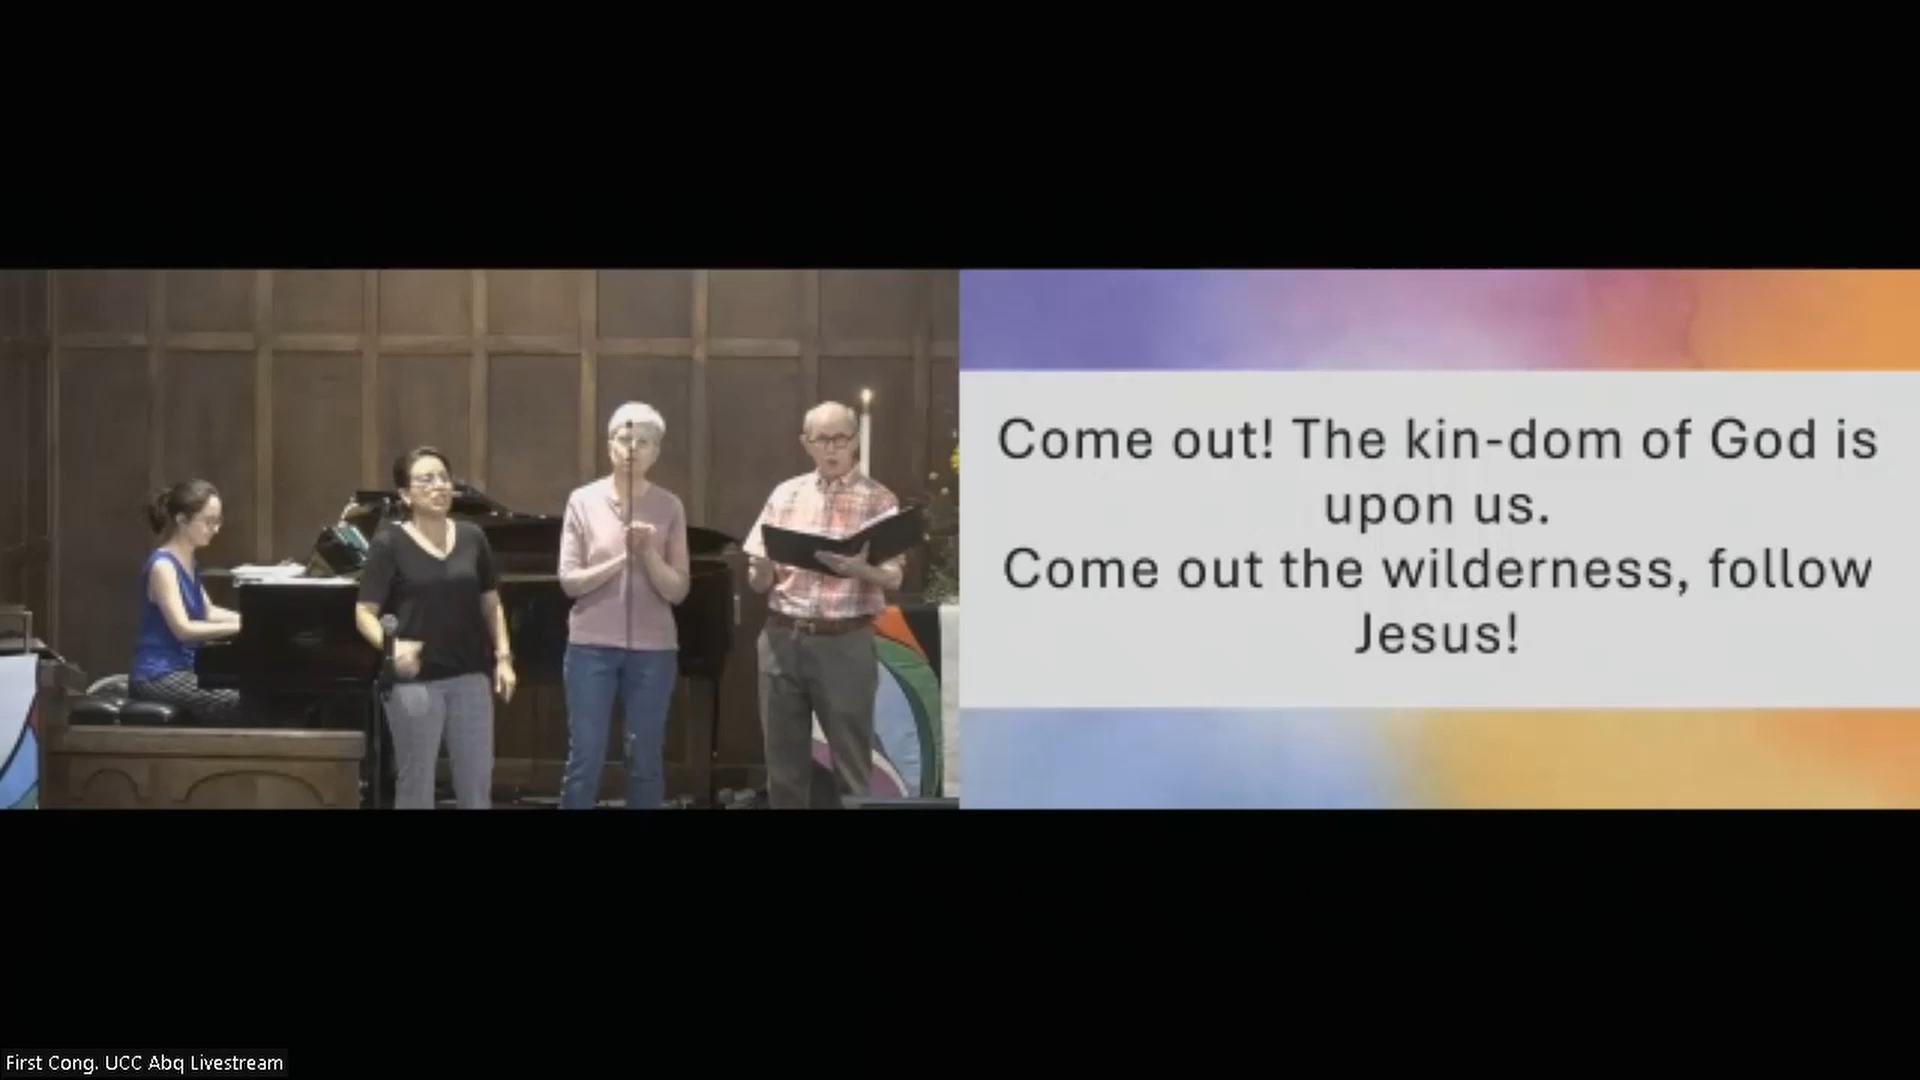 Come out! The kin-dom of God is
upon us.
Come out the wilderness, follow
Jesus!
First Cong. UCC Abq Livestream